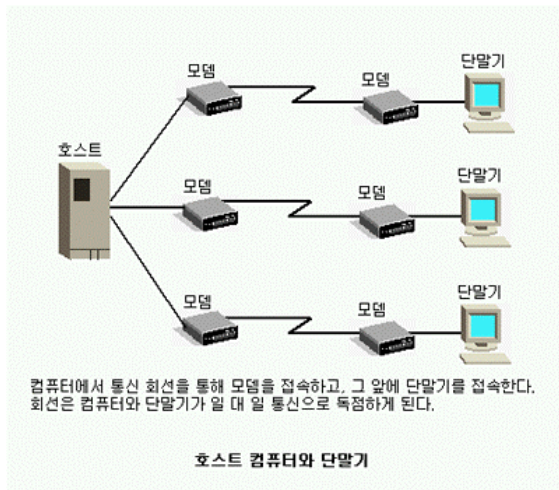 모뎀
모뎀
단말기
호스트
모뎀
모뎀
단말기
모뎀
모뎀
단말기
컴퓨터에서 통신 회선을 통해 모뎀을 접속하고, 그 앞에 단말기를 접속한다.
회선은 컴퓨터와 단말기가 일 대 일 통신으로 독점하게 된다.
호스트 컴퓨터와 단말기